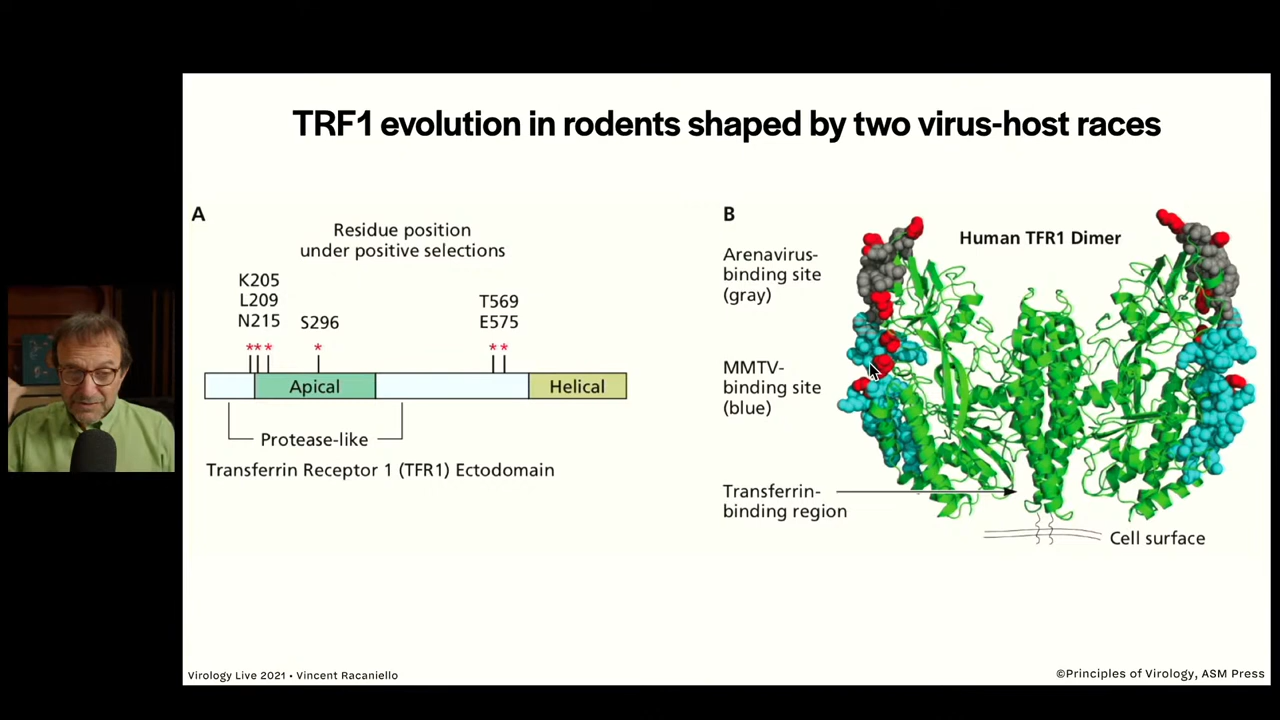 TRF1 evolution in rodents shaped by two virus-host races
A
Residue position
under positive selections
K205
L209
N215
S296
T569
E575
*** * **
Apical
Helical
Protease-like
Transferrin Receptor 1 (TFR1) Ectodomain
B
Arenavirus-
binding site
(gray)
Human TFR1 Dimer
MMTV-
binding site
(blue)
Transferrin-
binding region
Cell surface
Virology Live 2021 • Vincent Racaniello
©Principles of Virology, ASM Press